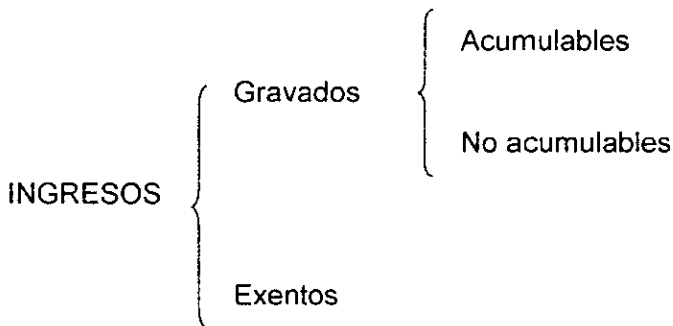 Acumulables
Gravados
No acumulables
INGRESOS
Exentos